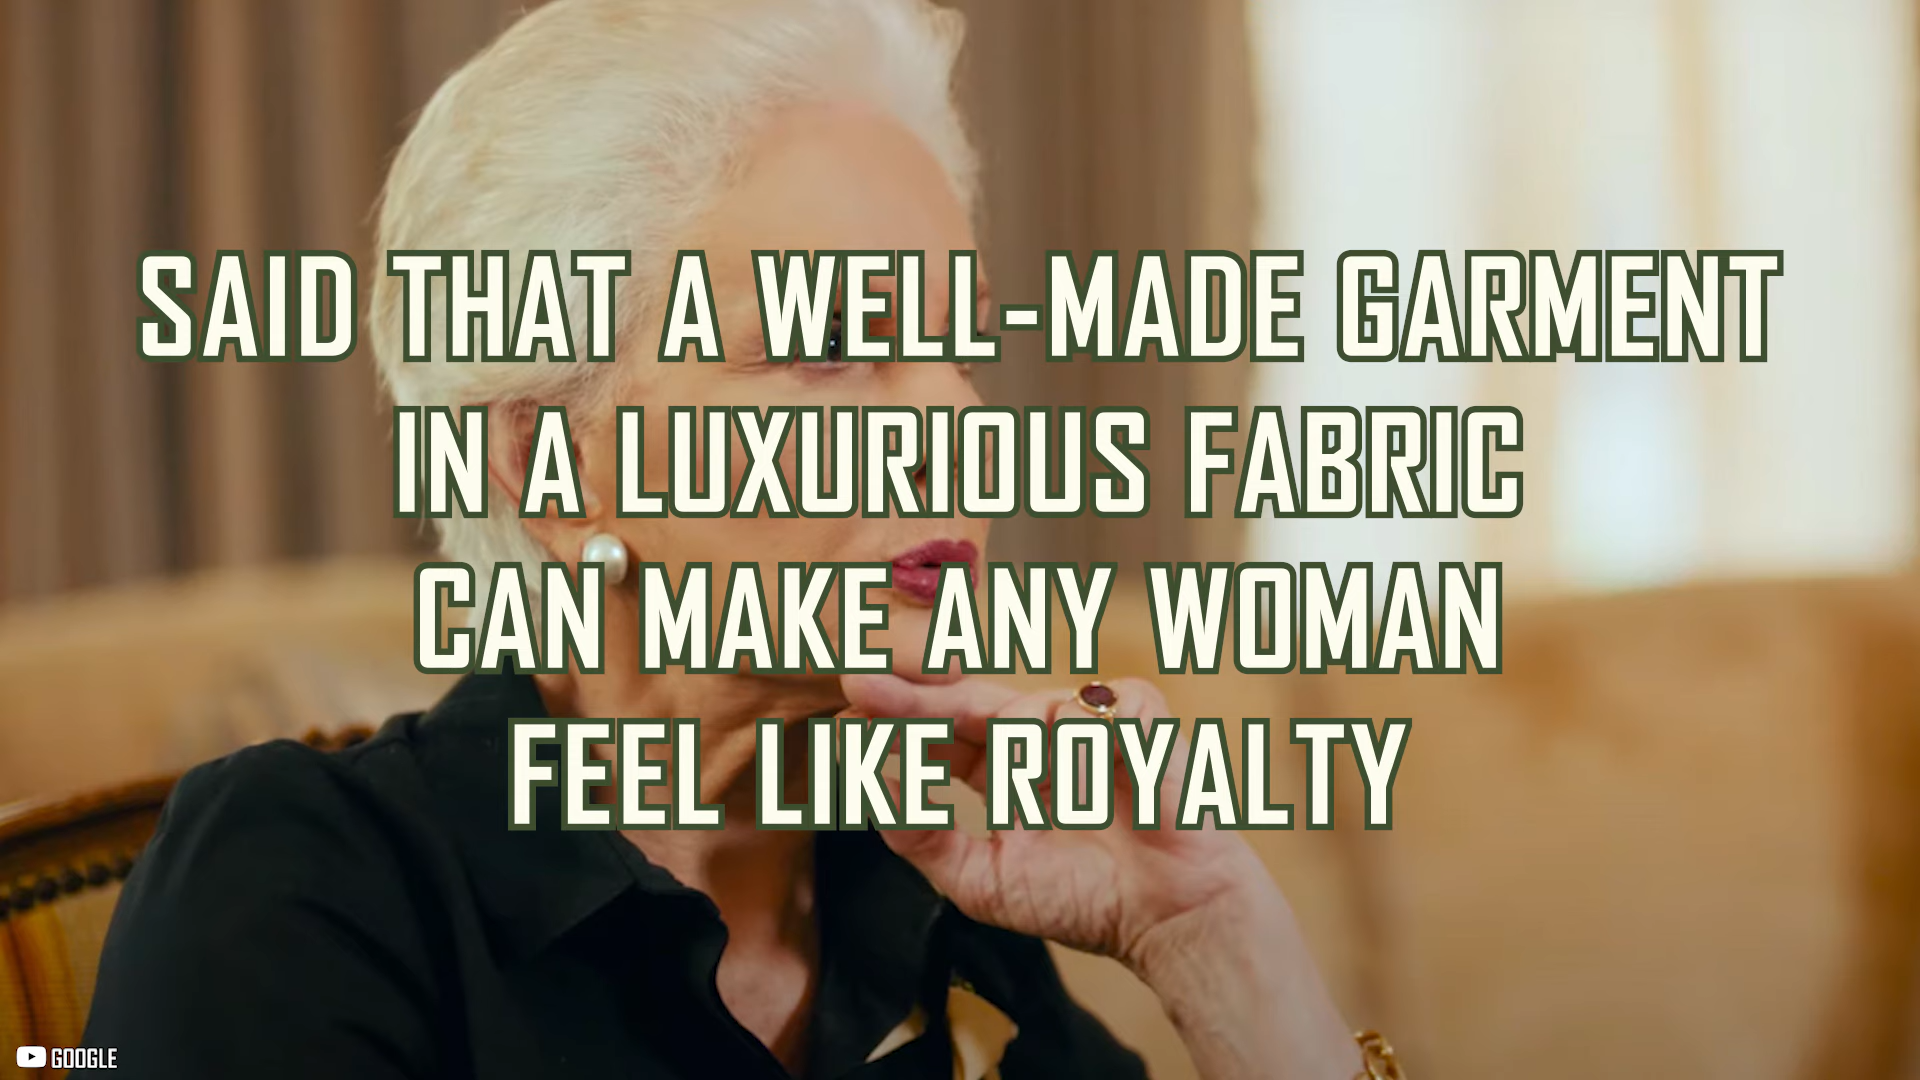 SAID THAT A WELL-MADE GARMENT
IN A LUXURIOUS FABRIC
CAN MAKE ANY WOMAN
FEEL LIKE ROYALTY
GOOGLE